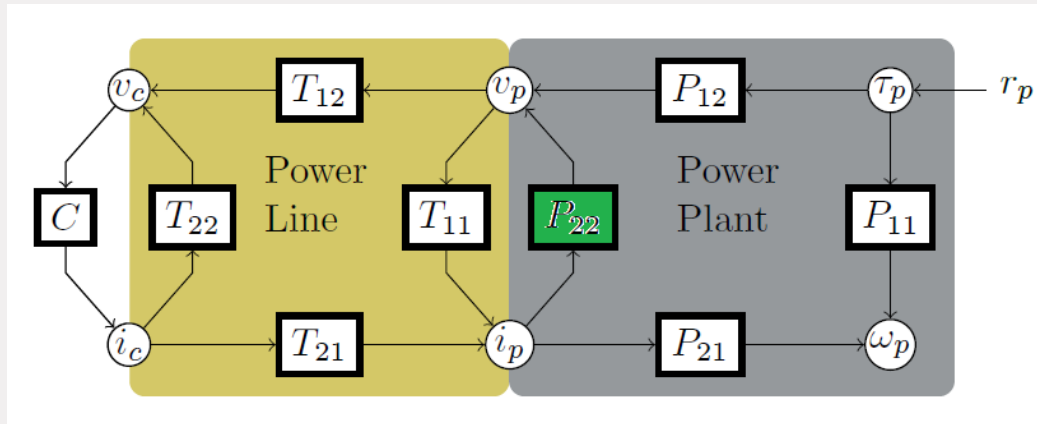 v_c
T_12
v_p
P_12
τ_p
r_p
Power
Line
Power
Plant
C
T_22
T_11
P_22
P_11
i_c
T_21
i_p
P_21
ω_p